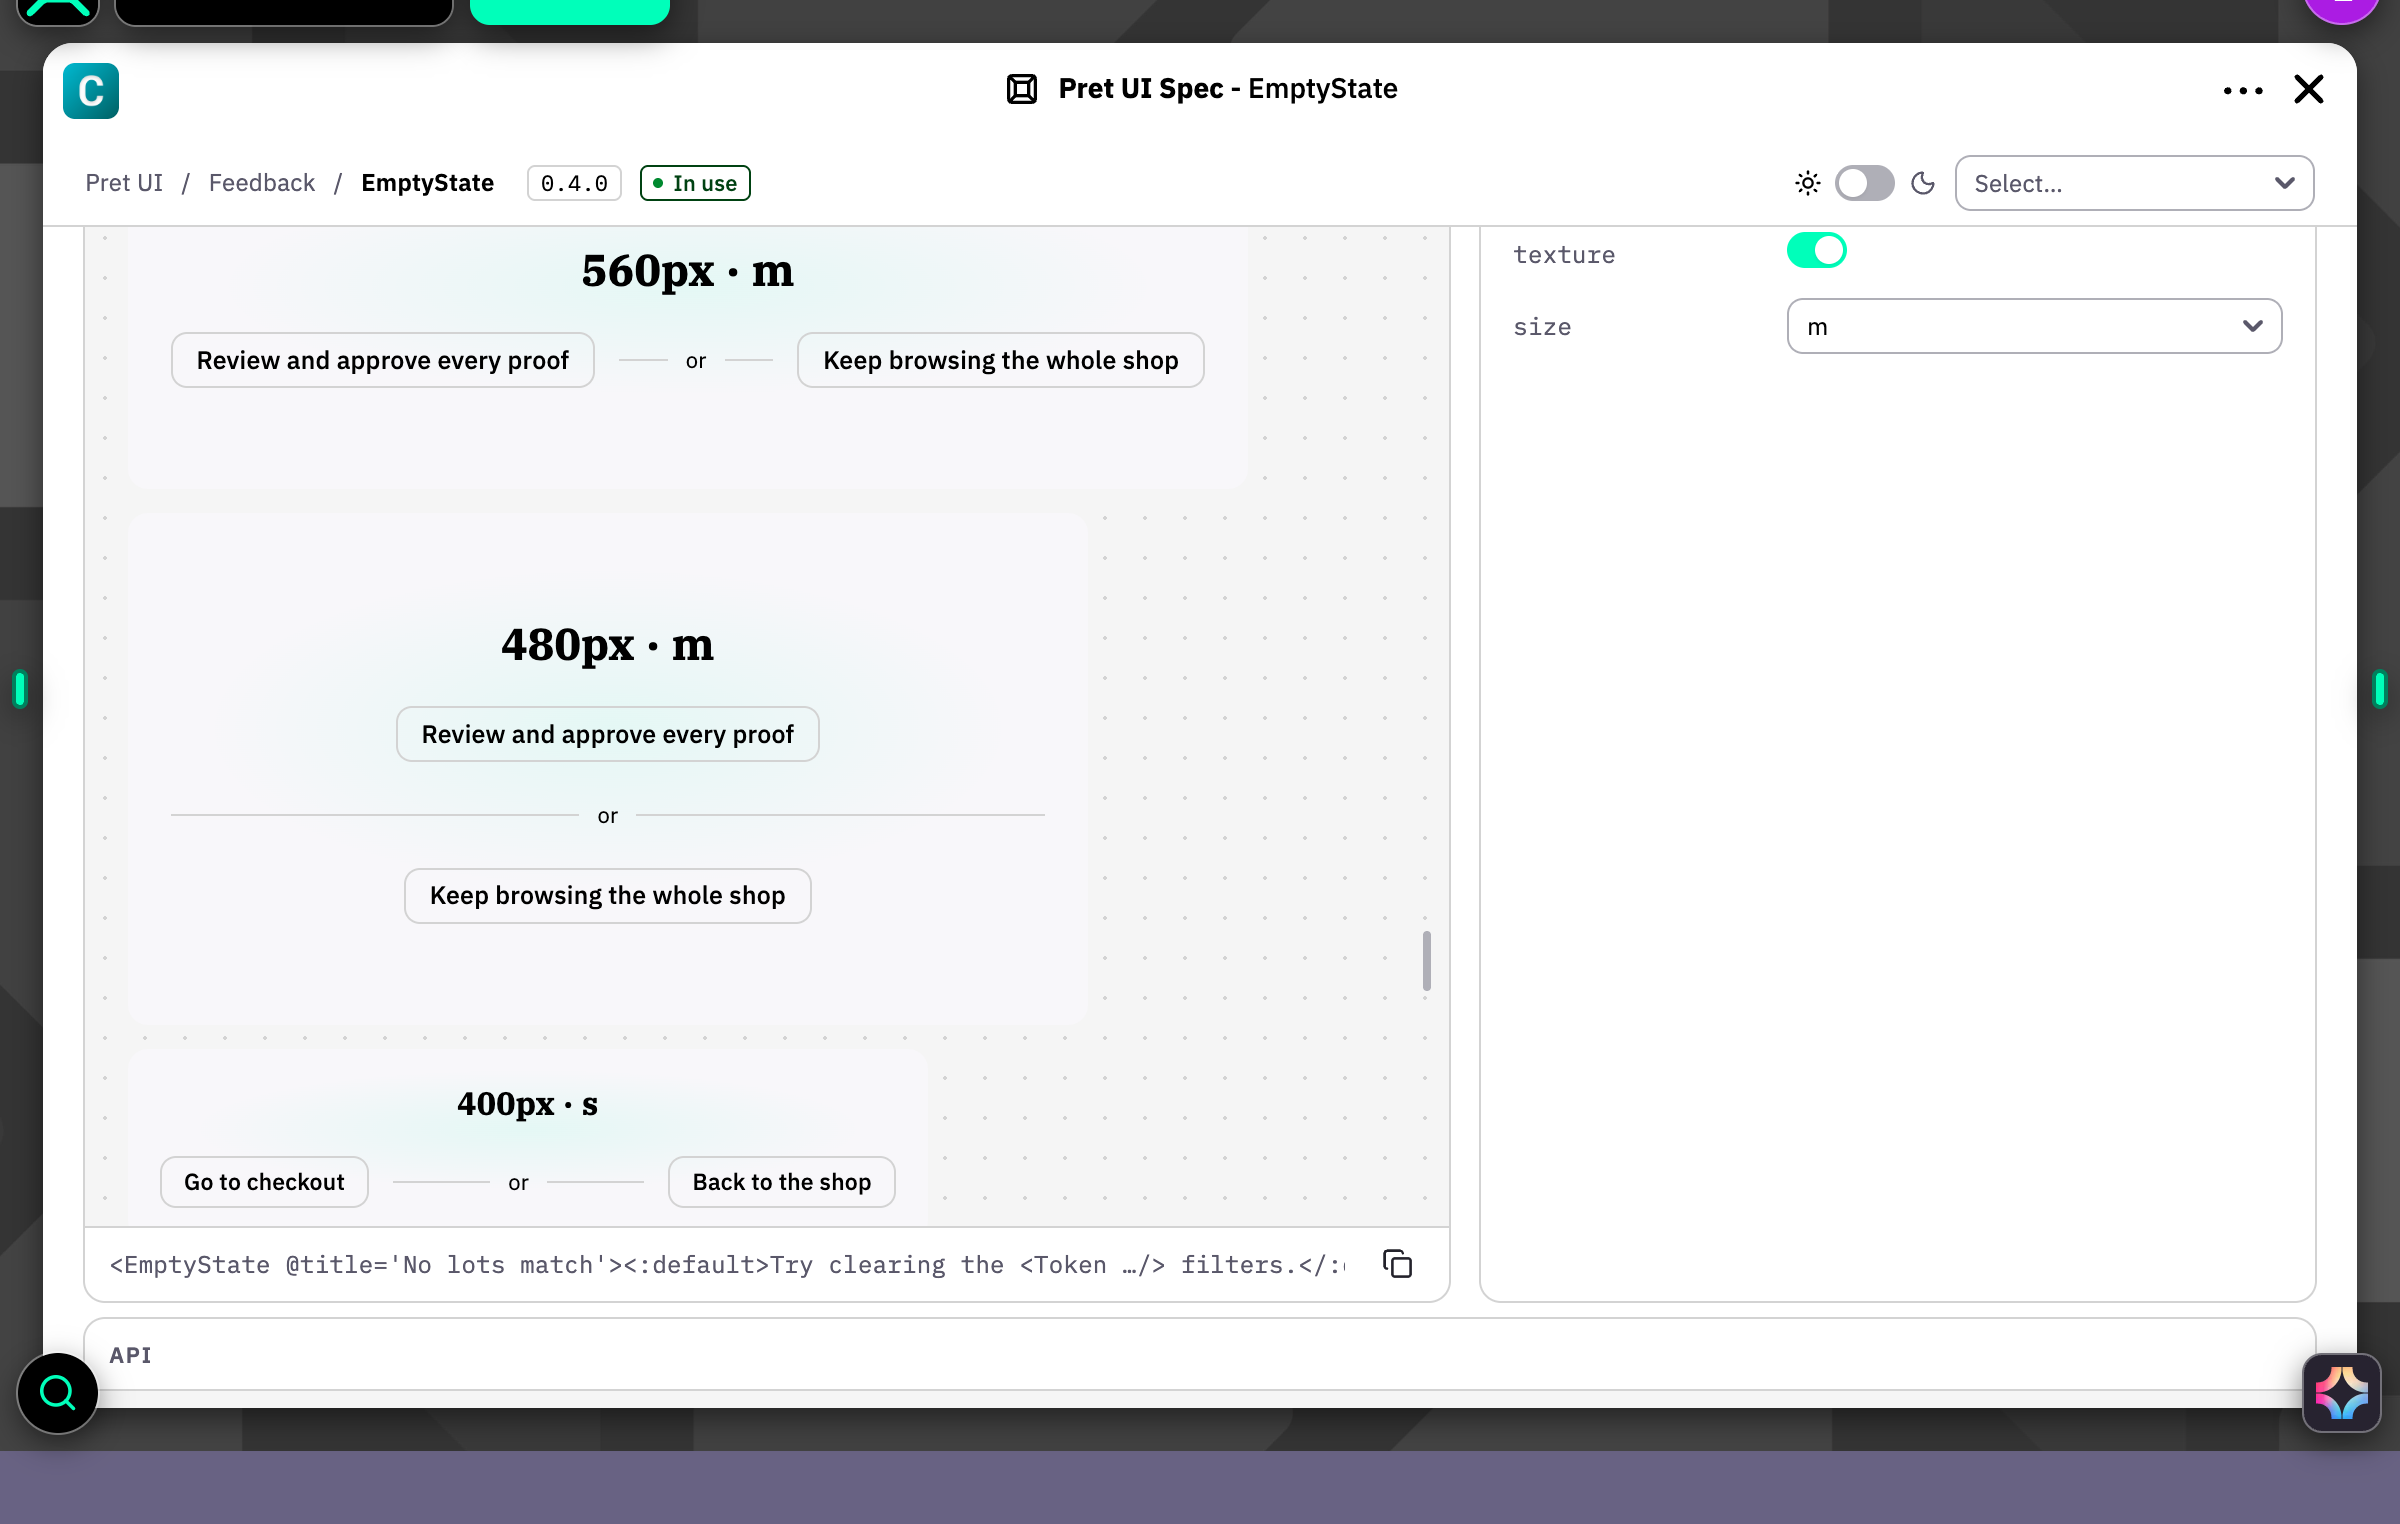 C
Pret UI Spec - EmptyState
Pret UI / Feedback / EmptyState 0.4.0 In use
Select...
560px · m
Review and approve every proof or Keep browsing the whole shop
texture
size m
480px · m
Review and approve every proof
or
Keep browsing the whole shop
400px · s
Go to checkout or Back to the shop
<EmptyState @title='No lots match'><:default>Try clearing the <Token …/> filters.</:
API